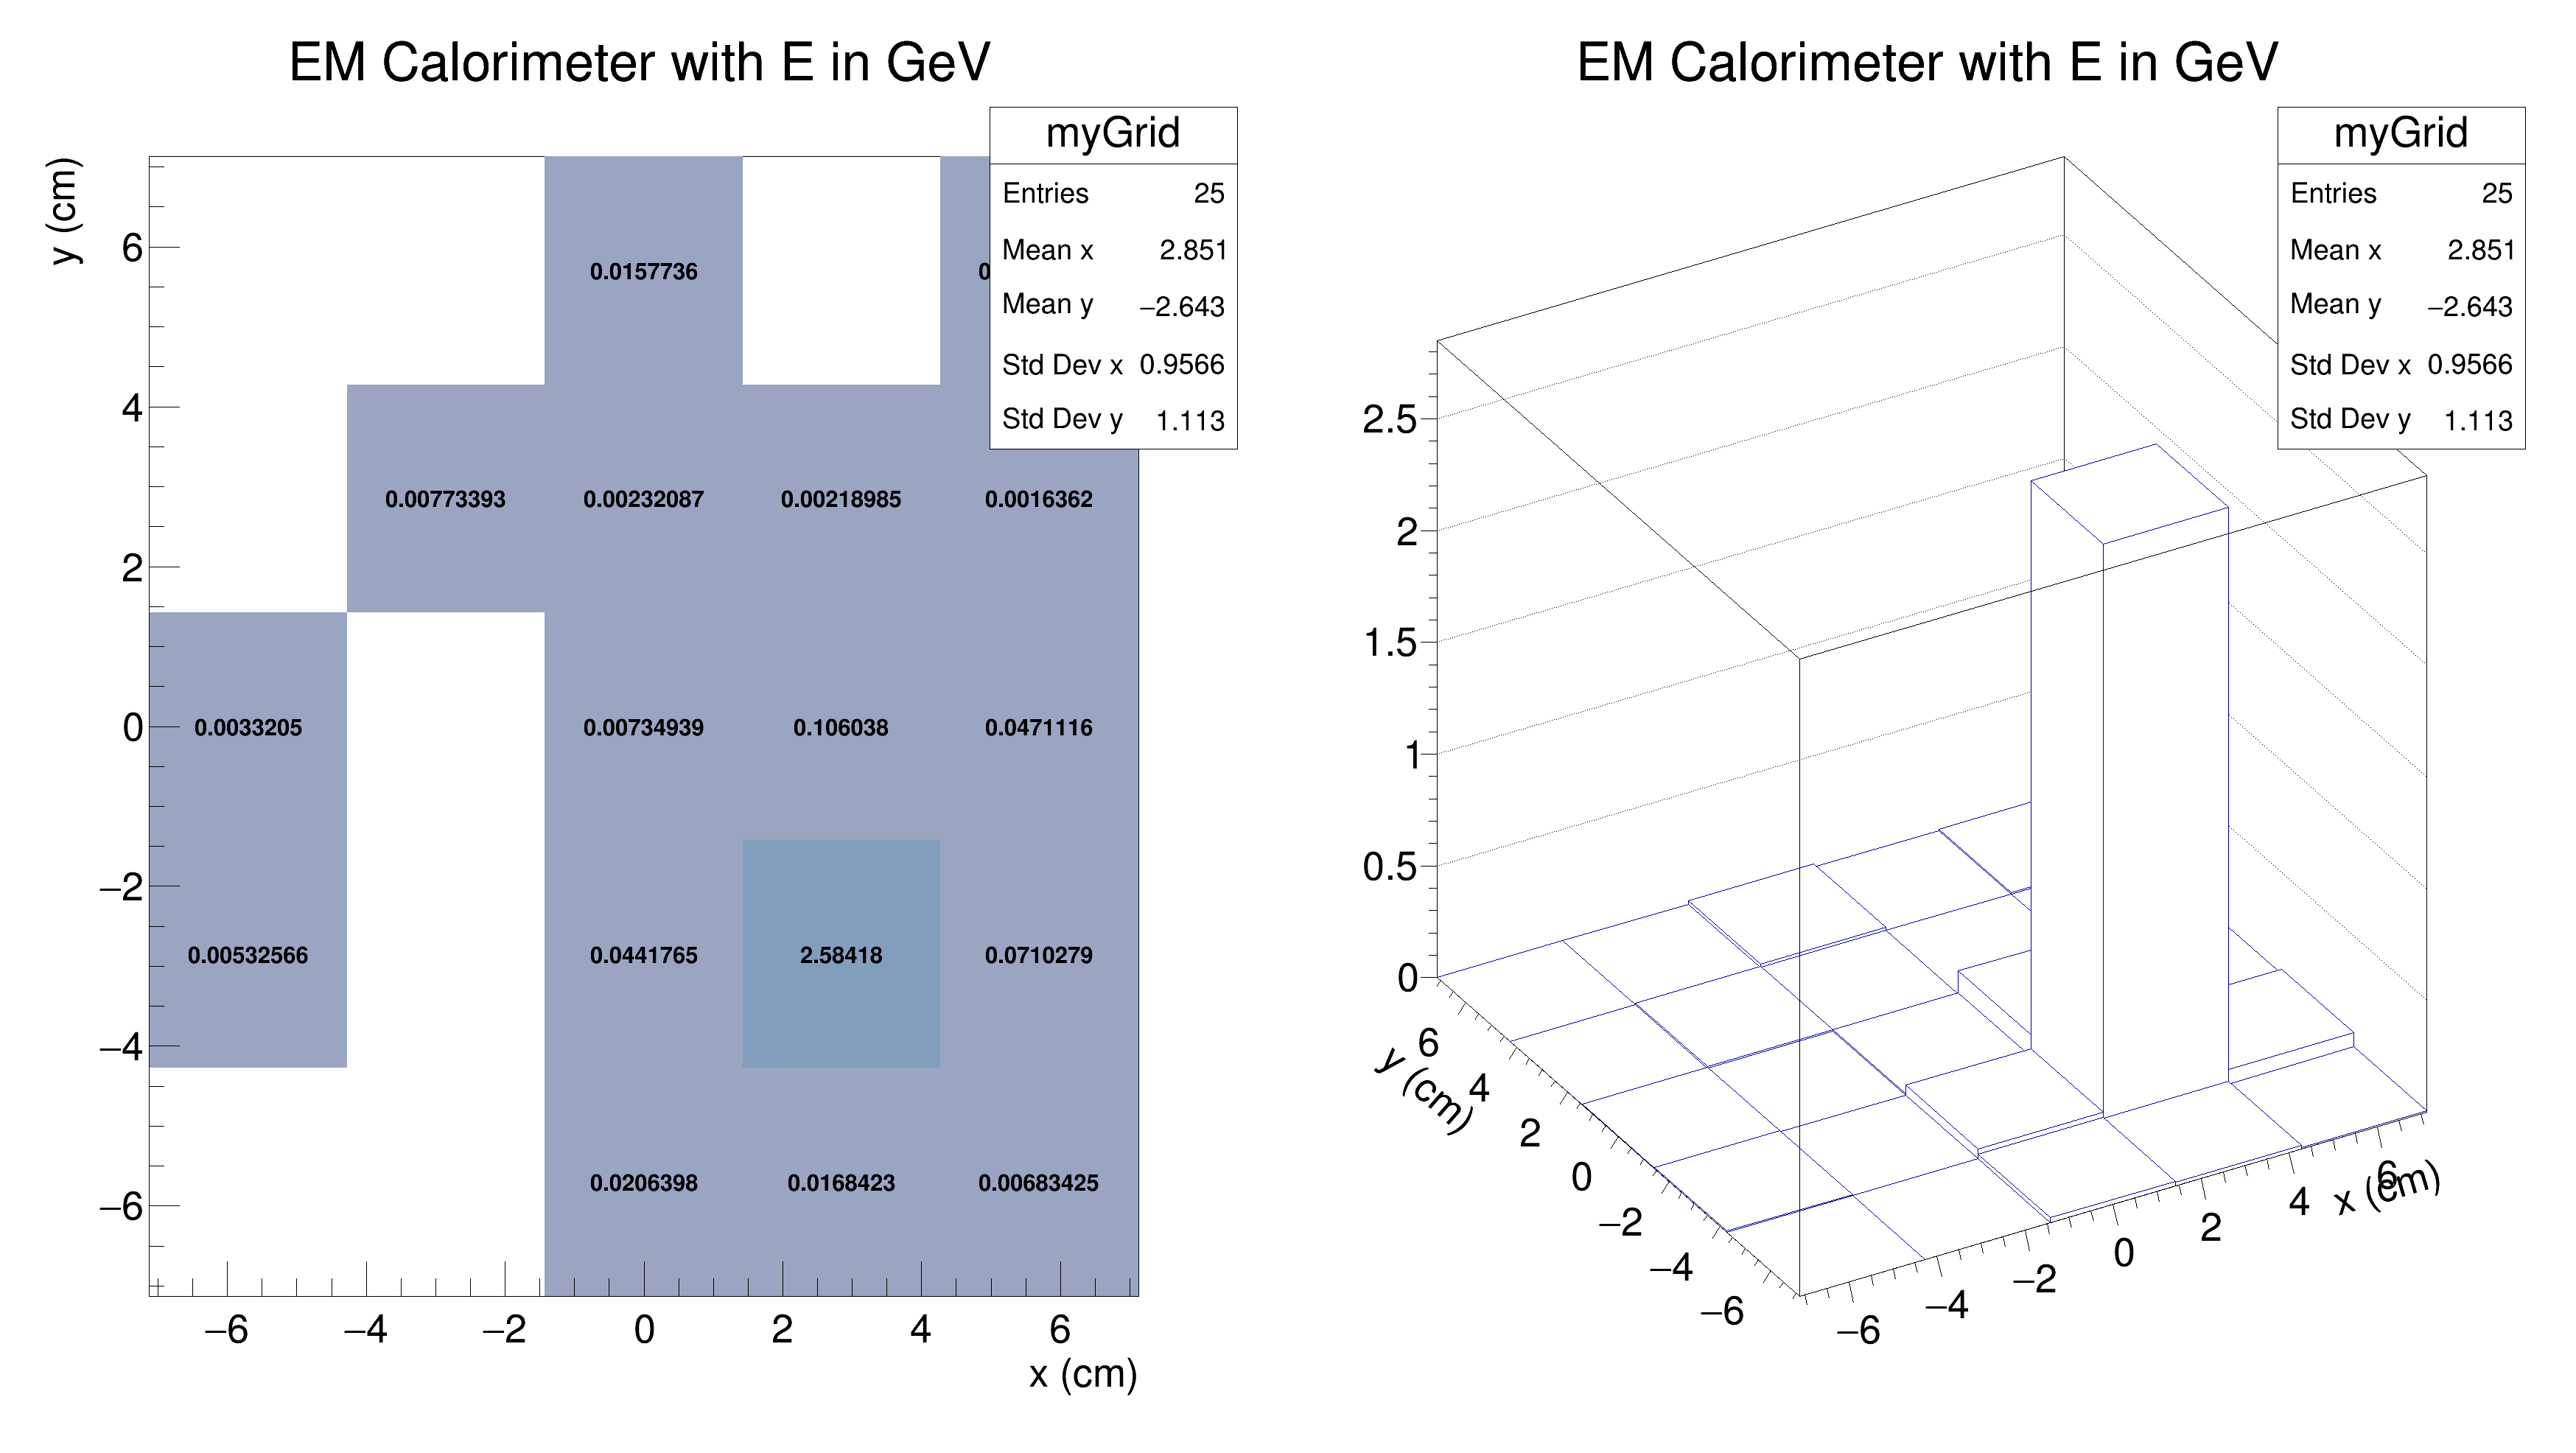 EM Calorimeter with E in GeV
myGrid
Entries 25
Mean x 2.851
Mean y −2.643
Std Dev x 0.9566
Std Dev y 1.113
y (cm)
6
4
2
0
−2
−4
−6
0.0157736
0.00773393 0.00232087 0.00218985 0.0016362
0.0033205 0.00734939 0.106038 0.0471116
0.00532566 0.0441765 2.58418 0.0710279
0.0206398 0.0168423 0.00683425
−6 −4 −2 0 2 4 6
x (cm)
EM Calorimeter with E in GeV
myGrid
Entries 25
Mean x 2.851
Mean y −2.643
Std Dev x 0.9566
Std Dev y 1.113
2.5
2
1.5
1
0.5
0
6
4
2
0
−2
−4
−6
y (cm)
−6 −4 −2 0 2 4 6
x (cm)